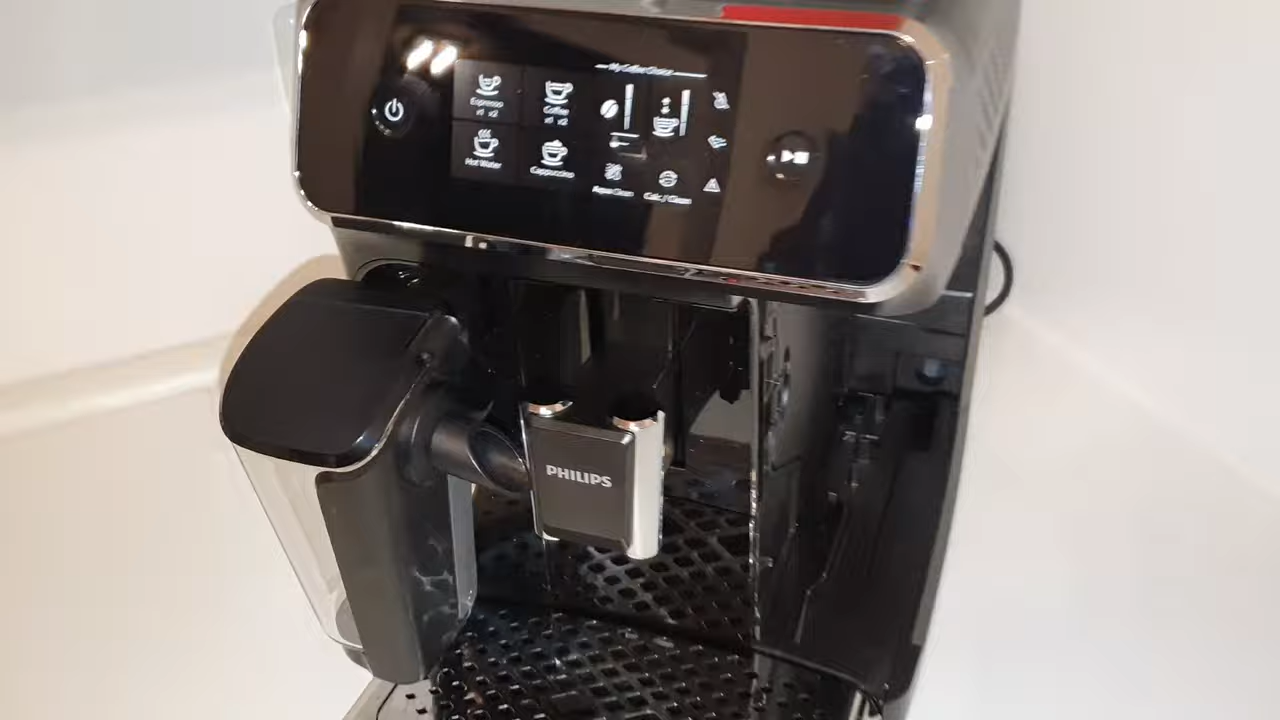 My Coffee Choice
Espresso
x1 x2
Coffee
x1 x2
Hot Water
Cappuccino
Aqua Clean
Calc / Clean
PHILIPS